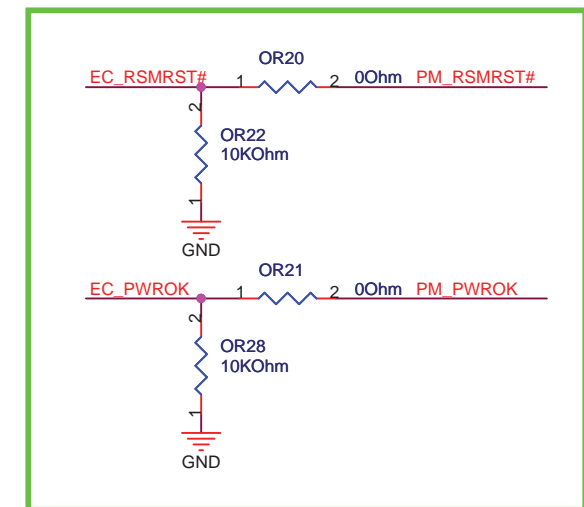 OR20
EC_RSMRST# 1 2 0Ohm PM_RSMRST#
2
OR22
10KOhm
1
GND
OR21
EC_PWROK 1 2 0Ohm PM_PWROK
2
OR28
10KOhm
1
GND